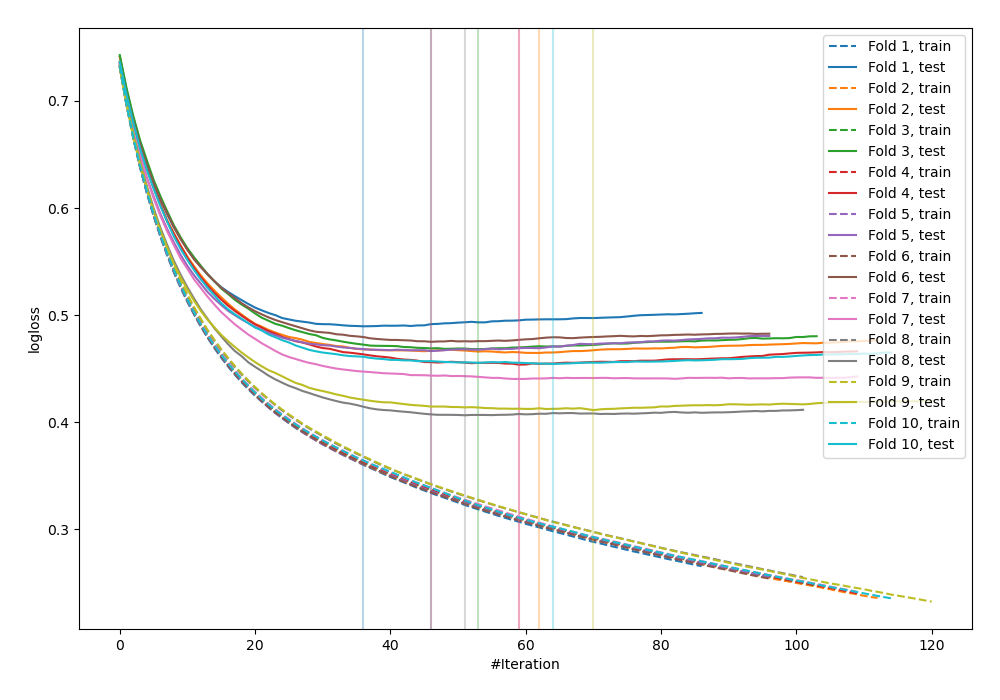 0.7
0.6
0.5
0.4
0.3
logloss
0
20
40
60
80
100
120
#Iteration
Fold 1, train
Fold 1, test
Fold 2, train
Fold 2, test
Fold 3, train
Fold 3, test
Fold 4, train
Fold 4, test
Fold 5, train
Fold 5, test
Fold 6, train
Fold 6, test
Fold 7, train
Fold 7, test
Fold 8, train
Fold 8, test
Fold 9, train
Fold 9, test
Fold 10, train
Fold 10, test